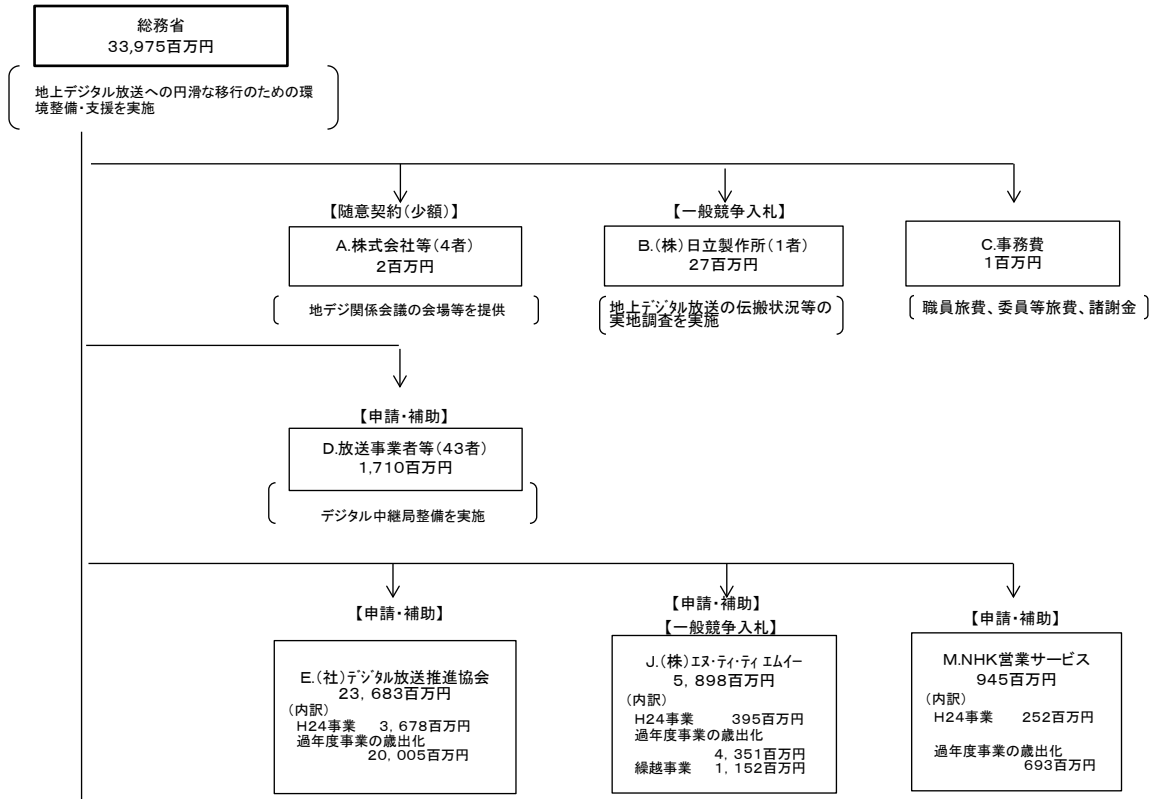 総務省
33,975百万円
地上デジタル放送への円滑な移行のための環
境整備・支援を実施
【随意契約(少額)】
A.株式会社等(4者)
2百万円
地デジ関係会議の会場等を提供
【一般競争入札】
B.(株)日立製作所(1者)
27百万円
地上デジタル放送の伝搬状況等の
実地調査を実施
C.事務費
1百万円
職員旅費、委員等旅費、諸謝金
【申請・補助】
D.放送事業者等(43者)
1,710百万円
デジタル中継局整備を実施
【申請・補助】
E.(社)デジタル放送推進協会
23,683百万円
(内訳)
H24事業 3,678百万円
過年度事業の歳出化
20,005百万円
【申請・補助】
【一般競争入札】
J.(株)エヌ・ティ・ティ エムイー
5,898百万円
(内訳)
H24事業 395百万円
過年度事業の歳出化
4,351百万円
繰越事業 1,152百万円
【申請・補助】
M.NHK営業サービス
945百万円
(内訳)
H24事業 252百万円
過年度事業の歳出化
693百万円